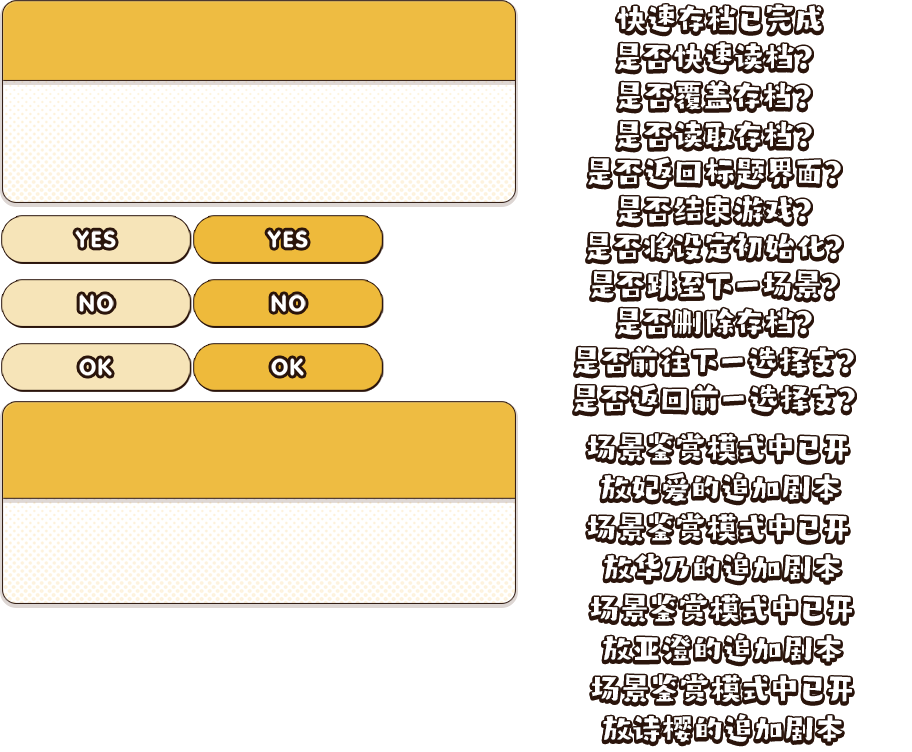 YES
YES
NO
NO
OK
OK
快速存档已完成
是否快速读档?
是否覆盖存档?
是否读取存档?
是否返回标题界面?
是否结束游戏?
是否将设定初始化?
是否跳至下一场景?
是否删除存档?
是否前往下一选择支?
是否返回前一选择支?
场景鉴赏模式中已开
放妃爱的追加剧本
场景鉴赏模式中已开
放华乃的追加剧本
场景鉴赏模式中已开
放亚澄的追加剧本
场景鉴赏模式中已开
放诗樱的追加剧本